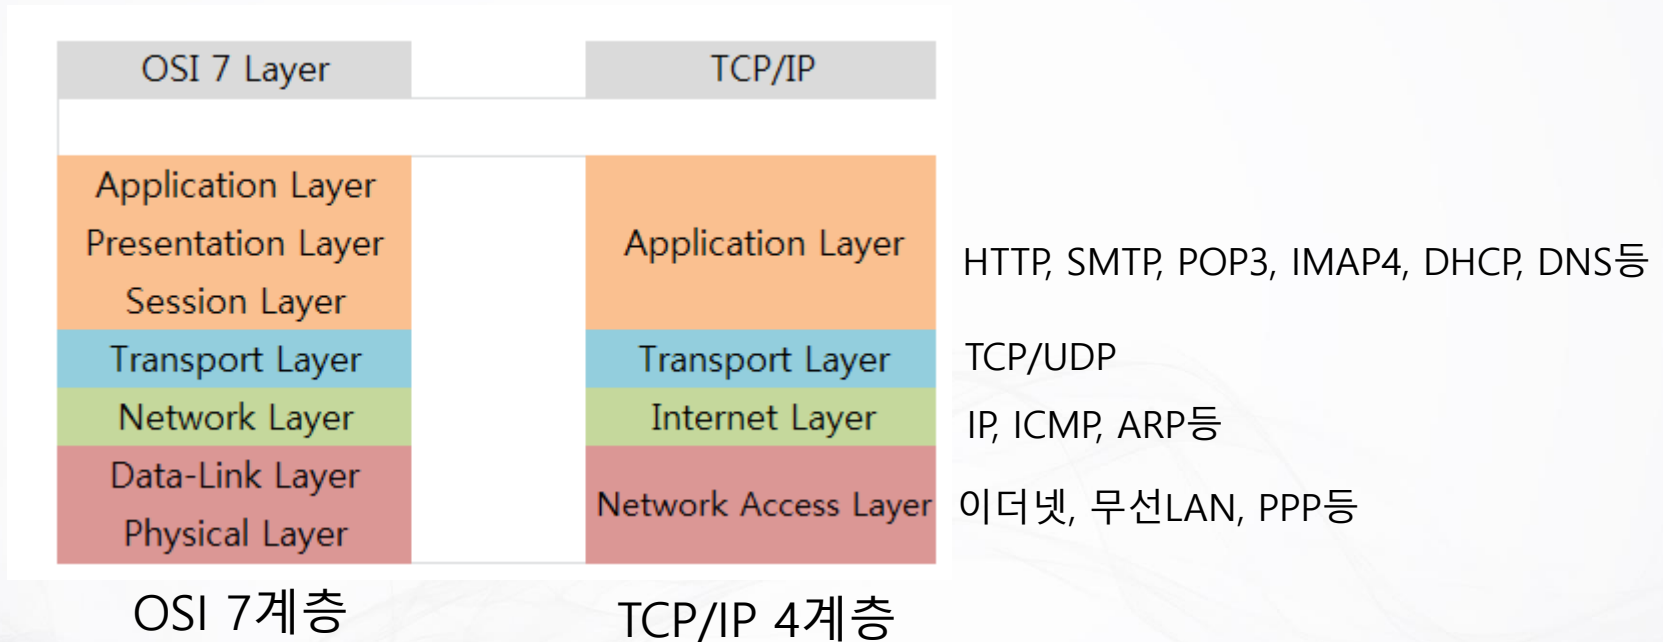 OSI 7 Layer
TCP/IP
Application Layer
Presentation Layer
Session Layer
Transport Layer
Network Layer
Data-Link Layer
Physical Layer
OSI 7계층
Application Layer
Transport Layer
Internet Layer
Network Access Layer
TCP/IP 4계층
HTTP, SMTP, POP3, IMAP4, DHCP, DNS등
TCP/UDP
IP, ICMP, ARP등
이더넷, 무선LAN, PPP등